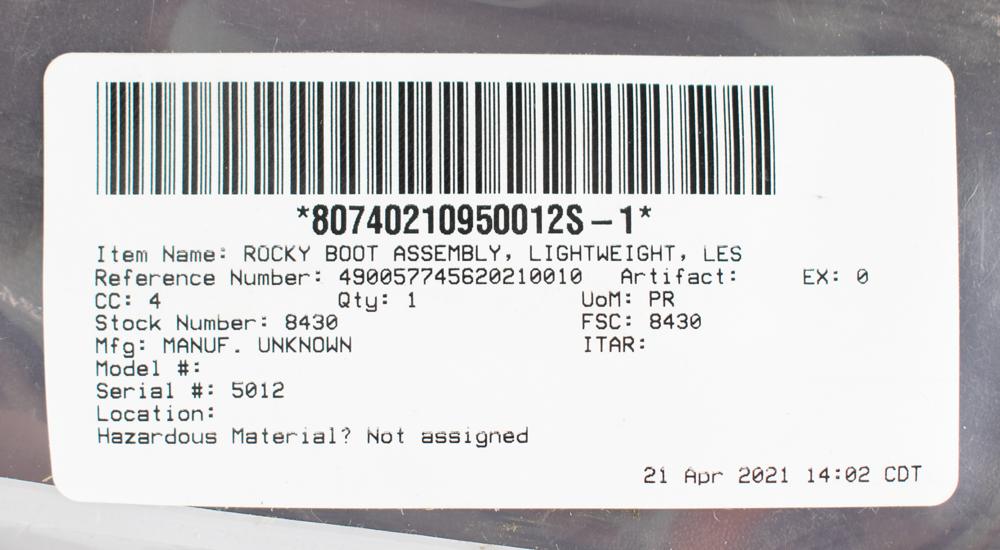 *80740210950012S-1*
Item Name: ROCKY BOOT ASSEMBLY, LIGHTWEIGHT, LES
Reference Number: 490057745620210010 Artifact: EX: 0
CC: 4 Qty: 1 UoM: PR
Stock Number: 8430 FSC: 8430
Mfg: MANUF. UNKNOWN ITAR:
Model #:
Serial #: 5012
Location:
Hazardous Material? Not assigned
21 Apr 2021 14:02 CDT